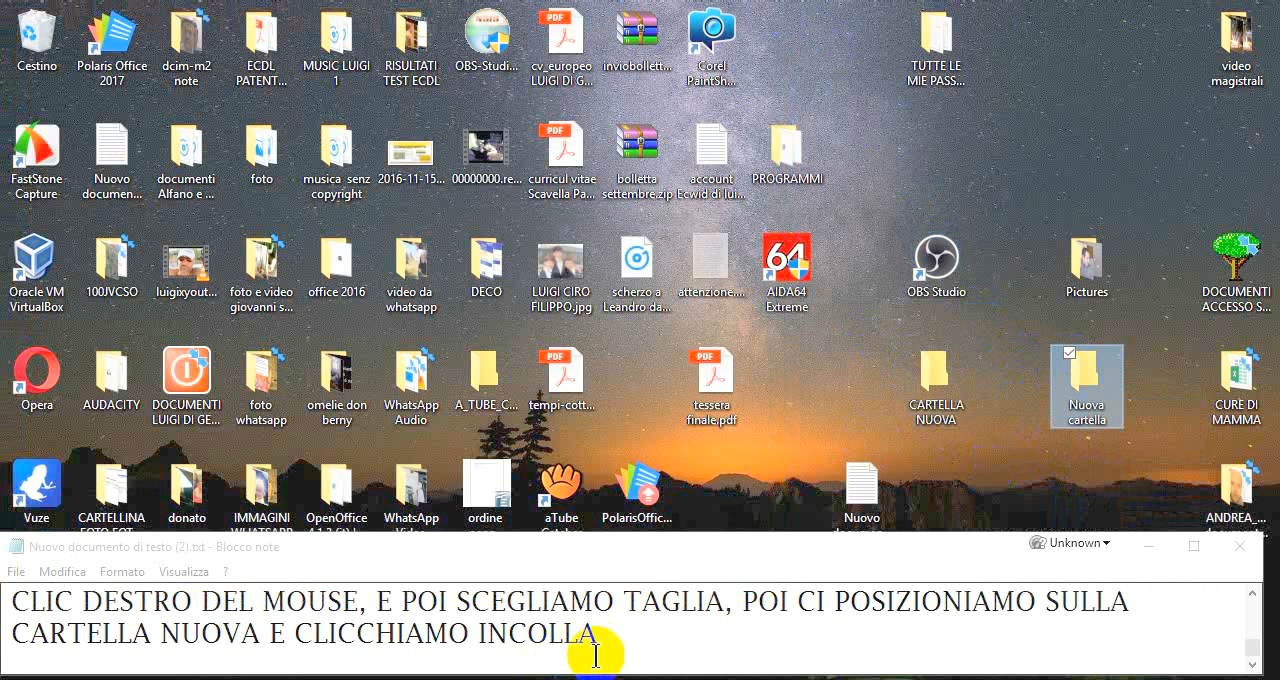 Cestino
Polaris Office
2017
dcim-m2
note
ECDL
PATENT...
MUSIC LUIGI
1
RISULTATI
TEST ECDL
OBS-Studi...
cv_europeo
LUIGI DI G...
inviobollett...
Corel
PaintSh...
TUTTE LE
MIE PASS...
video
magistrali
FastStone
Capture
Nuovo
documen...
documenti
Alfano e ...
foto
musica senz
copyright
2016-11-15...
00000000.re...
curricul vitae
Scavella Pa...
bolletta
settembre.zip
account
Ecwid di lui...
PROGRAMMI
Oracle VM
VirtualBox
100JVCSO
luigixyout...
foto e video
giovanni s...
office 2016
video da
whatsapp
DECO
LUIGI CIRO
FILIPPO.jpg
scherzo a
Leandro da...
attenzione....
AIDA64
Extreme
OBS Studio
Pictures
DOCUMENTI
ACCESSO S...
Opera
AUDACITY
DOCUMENTI
LUIGI DI GE...
foto
whatsapp
omelie don
berny
WhatsApp
Audio
A_TUBE_C...
tempi-cott...
tessera
finale.pdf
CARTELLA
NUOVA
Nuova
cartella
CURE DI
MAMMA
Vuze
CARTELLINA
donato
IMMAGINI
OpenOffice
WhatsApp
ordine
aTube
PolarisOffic...
Nuovo
ANDREA_...
Nuovo documento di testo (2).txt - Blocco note
Unknown
File Modifica Formato Visualizza ?
CLIC DESTRO DEL MOUSE, E POI SCEGLIAMO TAGLIA, POI CI POSIZIONIAMO SULLA
CARTELLA NUOVA E CLICCHIAMO INCOLLA